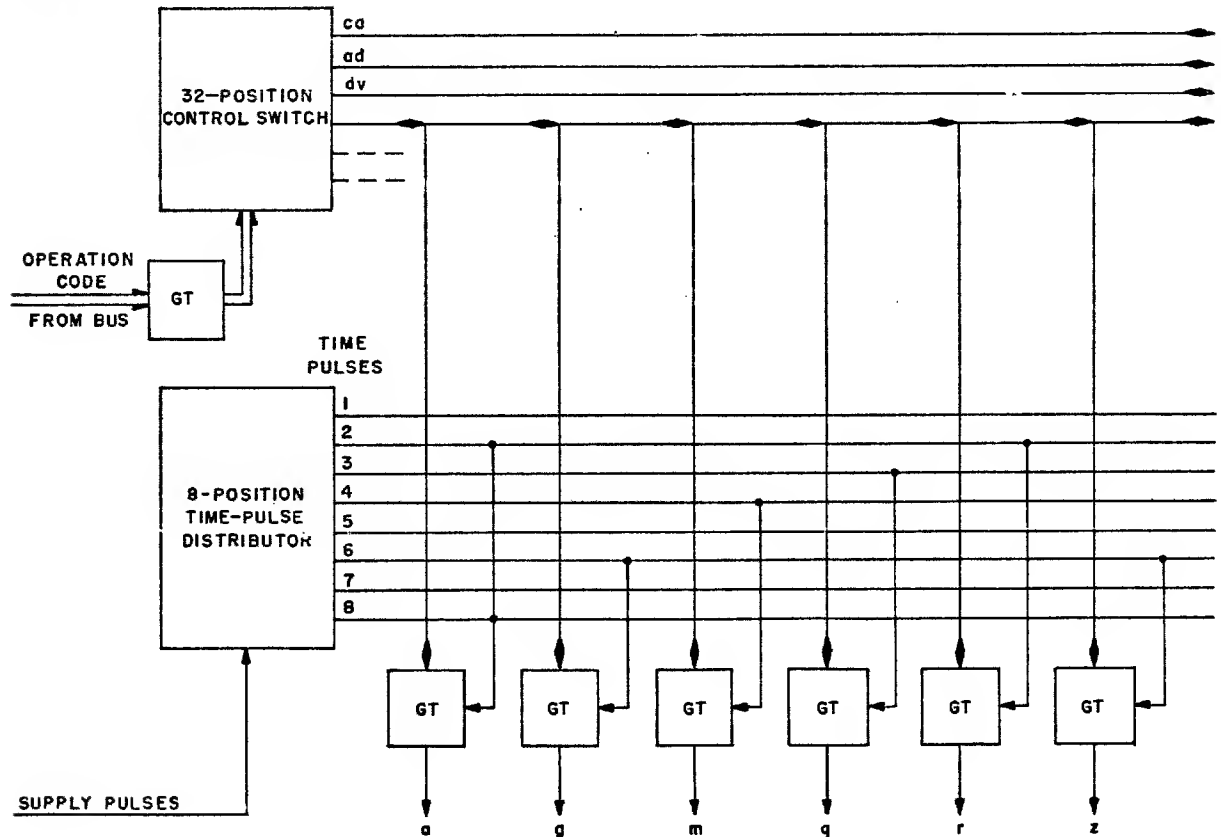 ca
ad
dv
32-POSITION
CONTROL SWITCH
OPERATION
CODE
FROM BUS
GT
TIME
PULSES
1
2
3
4
5
6
7
8
8-POSITION
TIME-PULSE
DISTRIBUTOR
GT GT GT GT GT GT
SUPPLY PULSES
a g m q r z